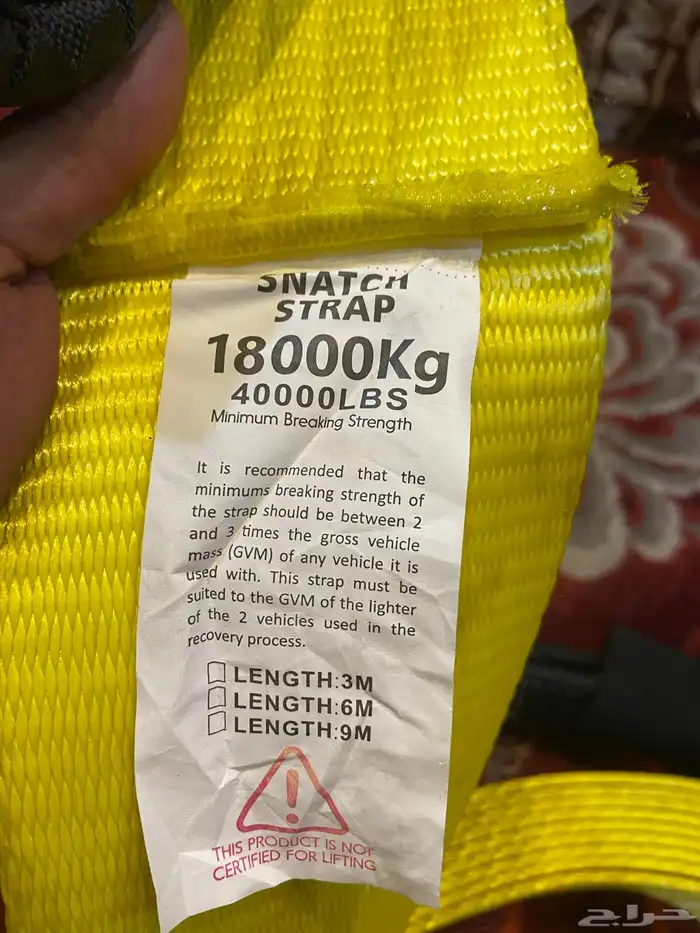 SNATCH
STRAP
18000Kg
40000LBS
Minimum Breaking Strength
It is recommended that the
minimums breaking strength of
the strap should be between 2
and 3 times the gross vehicle
mass (GVM) of any vehicle it is
used with. This strap must be
suited to the GVM of the lighter
of the 2 vehicles used in the
recovery process.
LENGTH:3M
LENGTH:6M
LENGTH:9M
THIS PRODUCT IS NOT
CERTIFIED FOR LIFTING
حراج